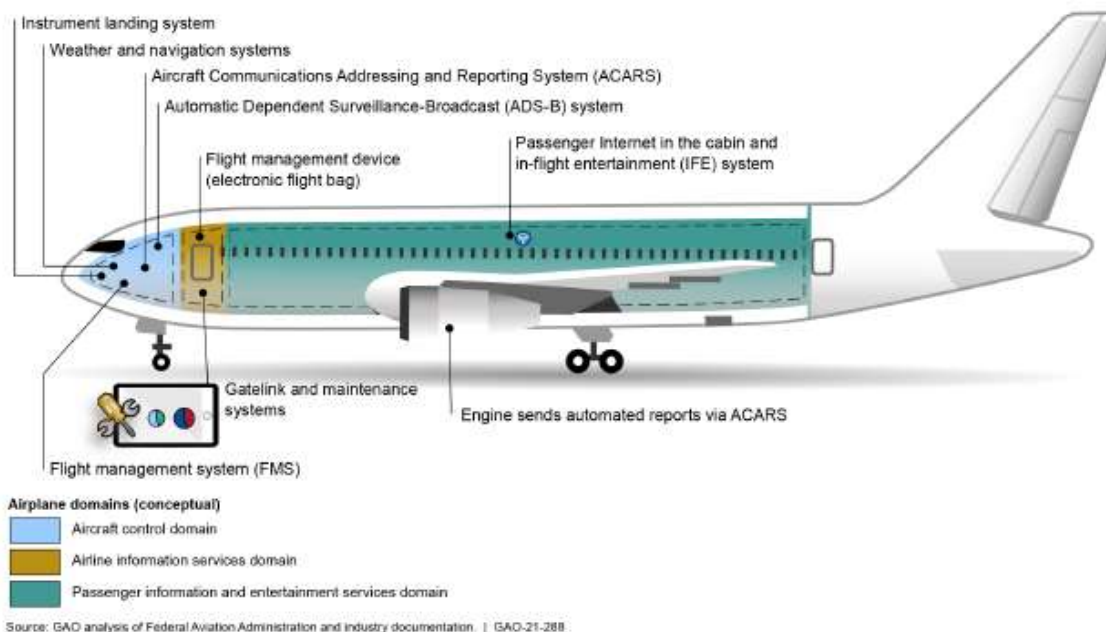 Instrument landing system
Weather and navigation systems
Aircraft Communications Addressing and Reporting System (ACARS)
Automatic Dependent Surveillance-Broadcast (ADS-B) system
Flight management device
(electronic flight bag)
Passenger Internet in the cabin and
in-flight entertainment (IFE) system
Gatelink and maintenance
systems
Engine sends automated reports via ACARS
Flight management system (FMS)
Airplane domains (conceptual)
Aircraft control domain
Airline information services domain
Passenger information and entertainment services domain
Source: GAO analysis of Federal Aviation Administration and industry documentation. | GAO-21-288